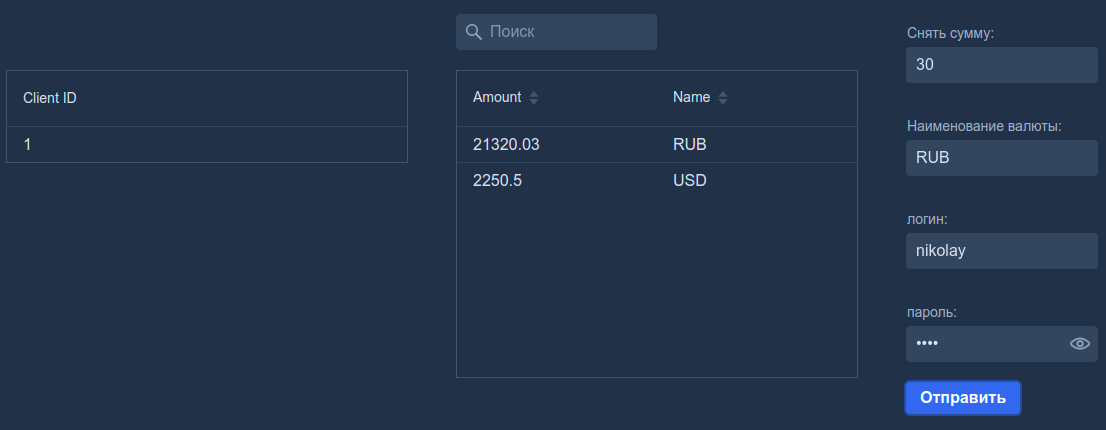 Поиск
Client ID
1
Amount Name
21320.03 RUB
2250.5 USD
Снять сумму:
30
Наименование валюты:
RUB
логин:
nikolay
пароль:
••••
Отправить